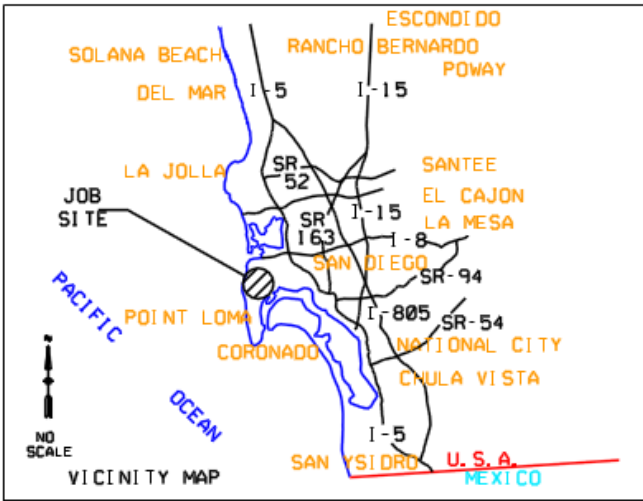 ESCONDIDO
SOLANA BEACH
RANCHO BERNARDO
POWAY
DEL MAR
I-5
I-15
LA JOLLA
SR
52
SANTEE
JOB
SITE
EL CAJON
SR
163
I-15
LA MESA
I-8
SAN DIEGO
SR-94
PACIFIC
OCEAN
POINT LOMA
I-805
SR-54
CORONADO
NATIONAL CITY
CHULA VISTA
NO
SCALE
I-5
SAN YSIDRO
U.S.A.
MEXICO
VICINITY MAP